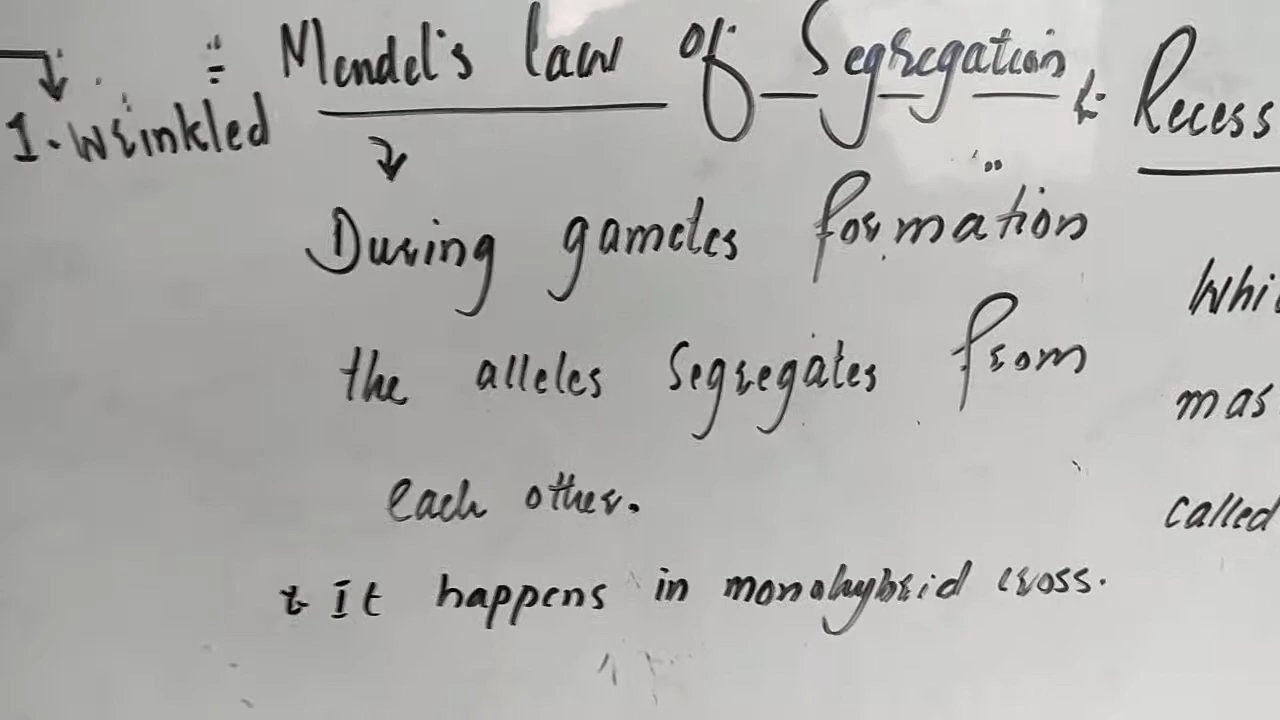 Mendel's law of Segregation :-
1. wrinkled
During gametes formation
the alleles Segregates from
each other.
It happens in monohybrid cross.
Recess
Whi
mas
called